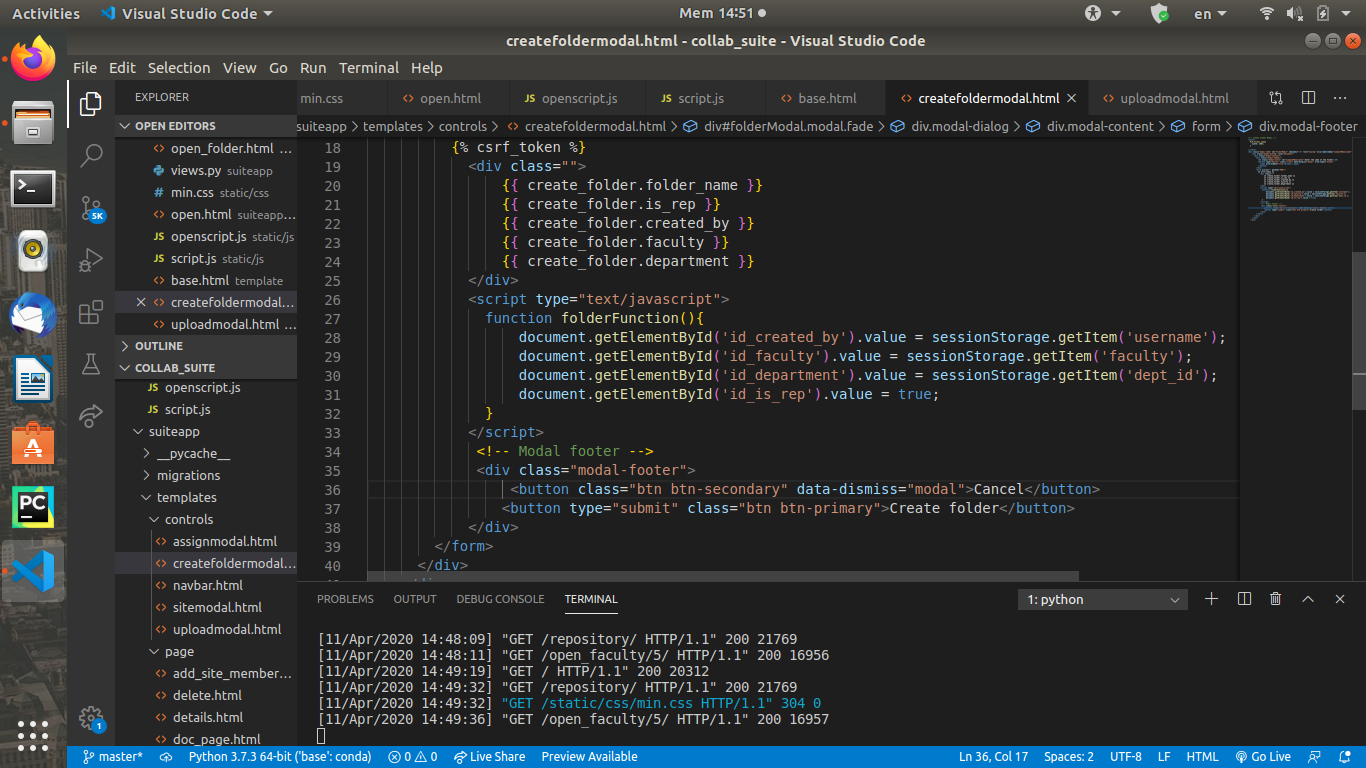 Activities
Visual Studio Code
Mem 14:51
en
createfoldermodal.html - collab_suite - Visual Studio Code
File Edit Selection View Go Run Terminal Help
EXPLORER
min.css
open.html
JS openscript.js
JS script.js
base.html
createfoldermodal.html
uploadmodal.html
OPEN EDITORS
open_folder.html ...
views.py suiteapp
# min.css static/css
open.html suiteapp...
JS openscript.js static/js
JS script.js static/js
base.html template
createfoldermodal...
uploadmodal.html ...
OUTLINE
COLLAB_SUITE
JS openscript.js
JS script.js
suiteapp
__pycache__
migrations
templates
controls
assignmodal.html
createfoldermodal...
navbar.html
sitemodal.html
uploadmodal.html
page
add_site_member...
delete.html
details.html
doc_page.html
5K
1
suiteapp > templates > controls > createfoldermodal.html > div#folderModal.modal.fade > div.modal-dialog > div.modal-content > form > div.modal-footer
18 {% csrf_token %}
19 <div class="">
20 {{ create_folder.folder_name }}
21 {{ create_folder.is_rep }}
22 {{ create_folder.created_by }}
23 {{ create_folder.faculty }}
24 {{ create_folder.department }}
25 </div>
26 <script type="text/javascript">
27 function folderFunction(){
28 document.getElementById('id_created_by').value = sessionStorage.getItem('username');
29 document.getElementById('id_faculty').value = sessionStorage.getItem('faculty');
30 document.getElementById('id_department').value = sessionStorage.getItem('dept_id');
31 document.getElementById('id_is_rep').value = true;
32 }
33 </script>
34 <!-- Modal footer -->
35 <div class="modal-footer">
36 <button class="btn btn-secondary" data-dismiss="modal">Cancel</button>
37 <button type="submit" class="btn btn-primary">Create folder</button>
38 </div>
39 </form>
40 </div>
PROBLEMS OUTPUT DEBUG CONSOLE TERMINAL
1: python
[11/Apr/2020 14:48:09] "GET /repository/ HTTP/1.1" 200 21769
[11/Apr/2020 14:48:11] "GET /open_faculty/5/ HTTP/1.1" 200 16956
[11/Apr/2020 14:49:19] "GET / HTTP/1.1" 200 20312
[11/Apr/2020 14:49:32] "GET /repository/ HTTP/1.1" 200 21769
[11/Apr/2020 14:49:32] "GET /static/css/min.css HTTP/1.1" 304 0
[11/Apr/2020 14:49:36] "GET /open_faculty/5/ HTTP/1.1" 200 16957
master* Python 3.7.3 64-bit ('base': conda) 0 0 Live Share Preview Available Ln 36, Col 17 Spaces: 2 UTF-8 LF HTML Go Live